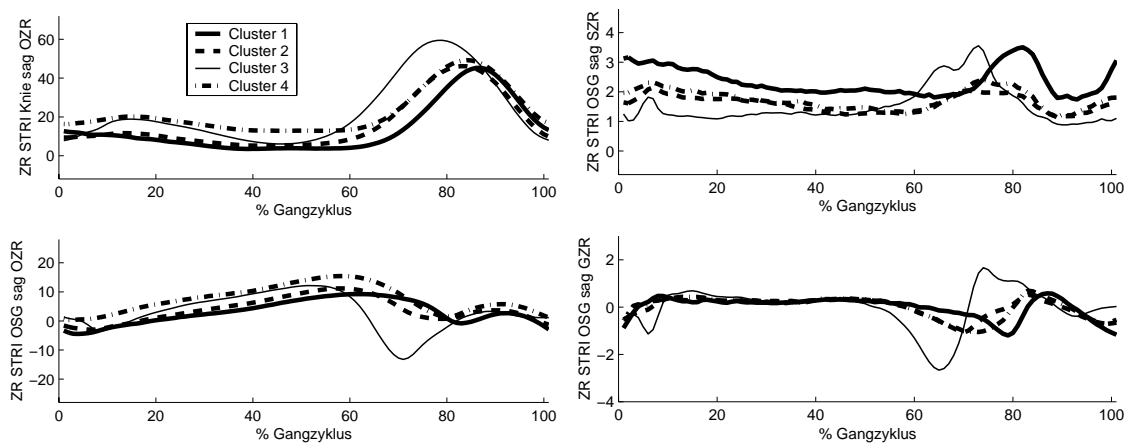 ZR STRI Knie sag OZR
60
40
20
0
Cluster 1
Cluster 2
Cluster 3
Cluster 4
0 20 40 60 80 100
% Gangzyklus
ZR STRI OSG sag SZR
4
3
2
1
0
0 20 40 60 80 100
% Gangzyklus
ZR STRI OSG sag OZR
20
10
0
−10
−20
0 20 40 60 80 100
% Gangzyklus
ZR STRI OSG sag GZR
2
0
−2
−4
0 20 40 60 80 100
% Gangzyklus